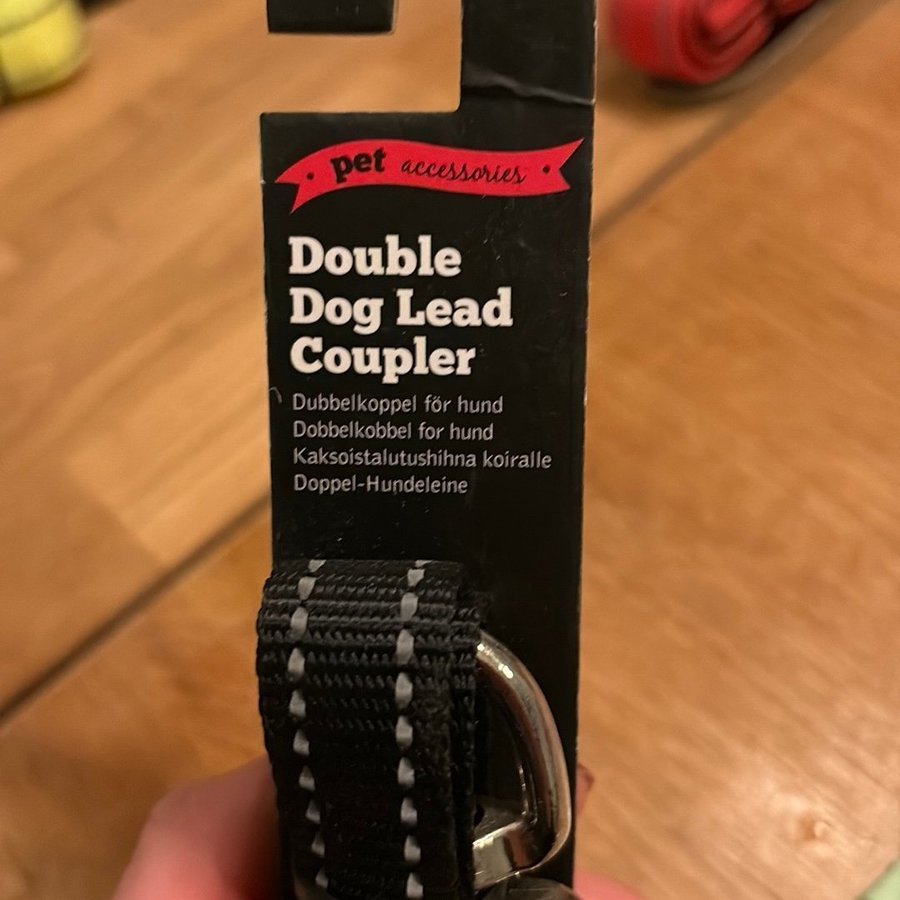 pet accessories
Double
Dog Lead
Coupler
Dubbelkoppel för hund
Dobbelkobbel for hund
Kaksoistalutushihna koiralle
Doppel-Hundeleine